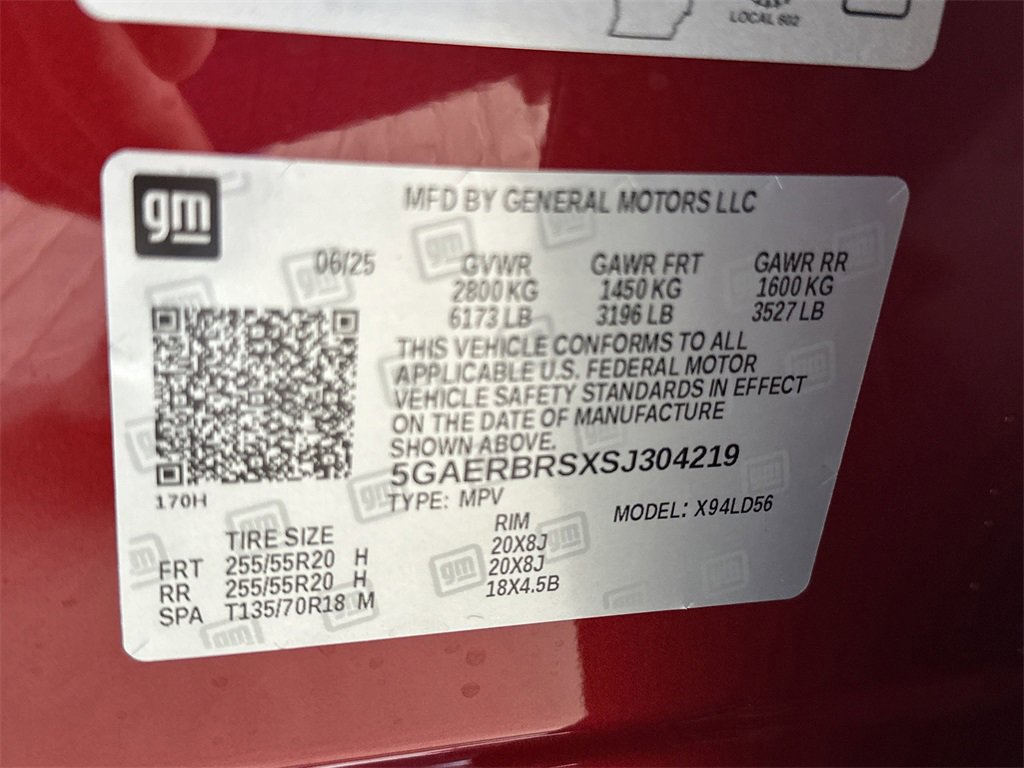 LOCAL 602
gm
MFD BY GENERAL MOTORS LLC
06/25 GVWR GAWR FRT GAWR RR
2800 KG 1450 KG 1600 KG
6173 LB 3196 LB 3527 LB
THIS VEHICLE CONFORMS TO ALL
APPLICABLE U.S. FEDERAL MOTOR
VEHICLE SAFETY STANDARDS IN EFFECT
ON THE DATE OF MANUFACTURE
SHOWN ABOVE.
5GAERBRSXSJ304219
170H
TYPE: MPV MODEL: X94LD56
TIRE SIZE RIM
FRT 255/55R20 H 20X8J
RR 255/55R20 H 20X8J
SPA T135/70R18 M 18X4.5B